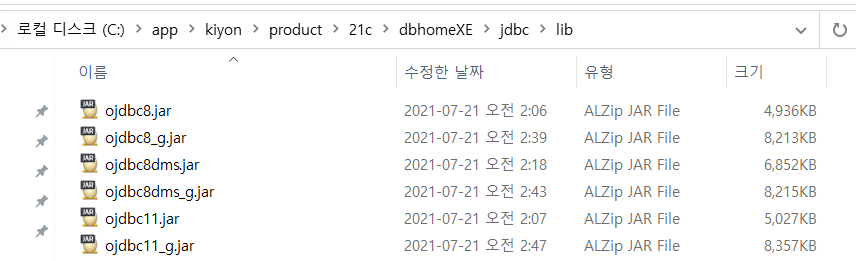 로컬 디스크 (C:) > app > kiyon > product > 21c > dbhomeXE > jdbc > lib
이름 수정한 날짜 유형 크기
ojdbc8.jar 2021-07-21 오전 2:06 ALZip JAR File 4,936KB
ojdbc8_g.jar 2021-07-21 오전 2:39 ALZip JAR File 8,213KB
ojdbc8dms.jar 2021-07-21 오전 2:18 ALZip JAR File 6,852KB
ojdbc8dms_g.jar 2021-07-21 오전 2:43 ALZip JAR File 8,215KB
ojdbc11.jar 2021-07-21 오전 2:07 ALZip JAR File 5,027KB
ojdbc11_g.jar 2021-07-21 오전 2:47 ALZip JAR File 8,357KB